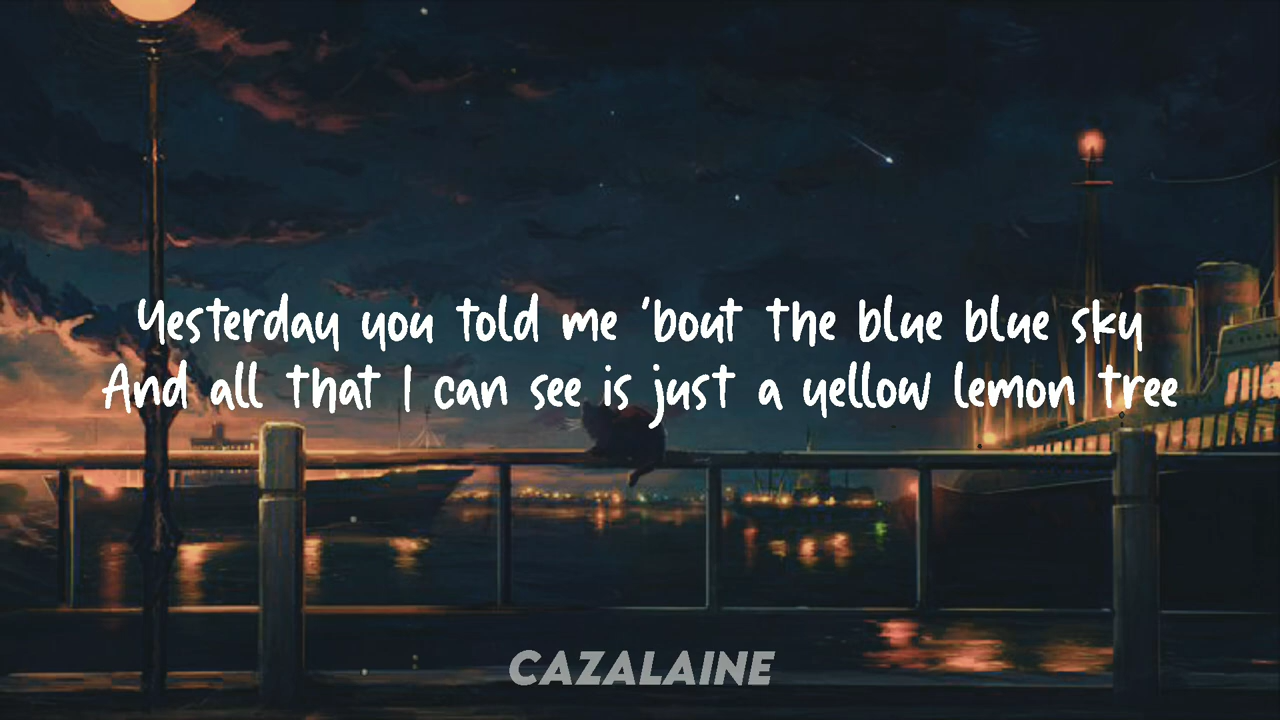 Yesterday you told me 'bout the blue blue sky
And all that I can see is just a yellow lemon tree
CAZALAINE